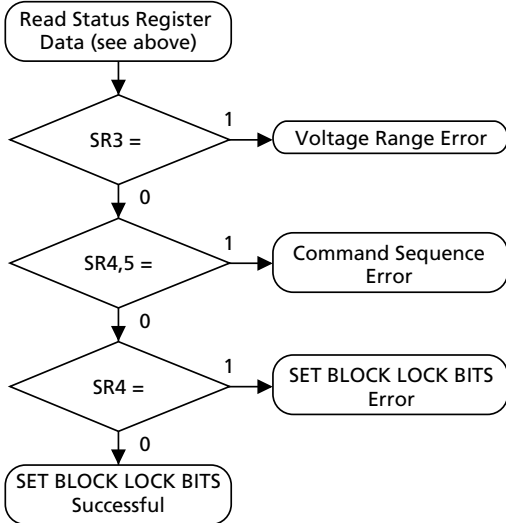 Read Status Register
Data (see above)
1
SR3 =
Voltage Range Error
0
1
SR4,5 =
Command Sequence
Error
0
1
SR4 =
SET BLOCK LOCK BITS
Error
0
SET BLOCK LOCK BITS
Successful